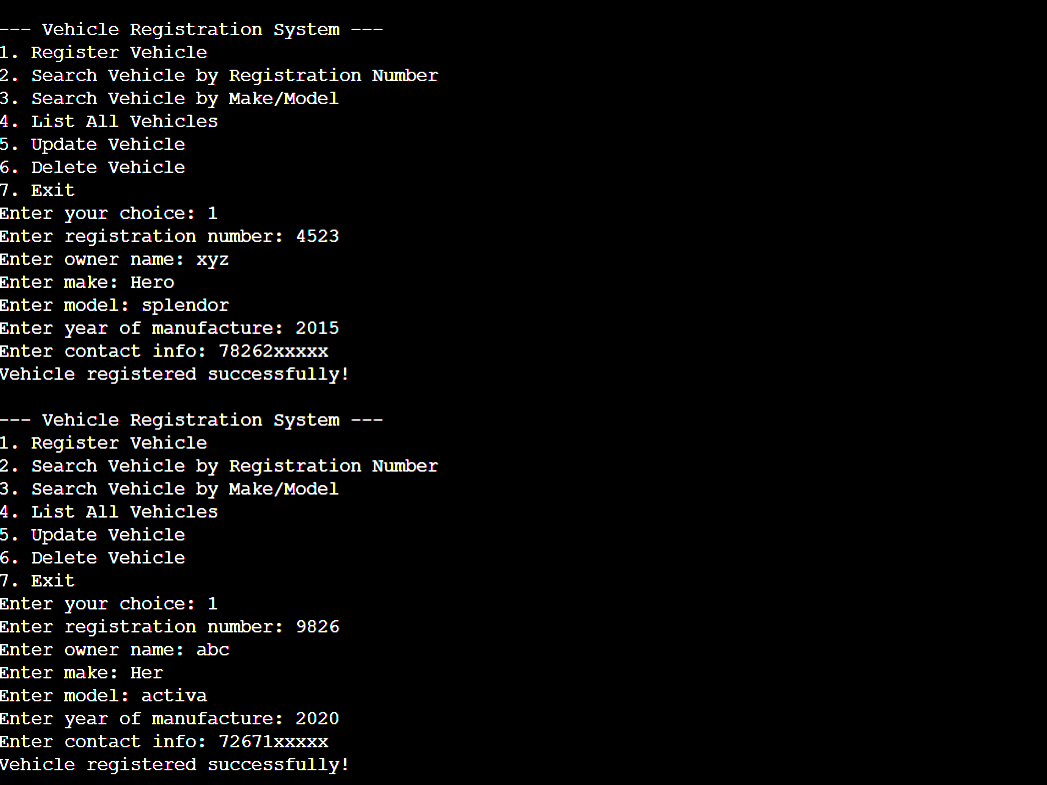 --- Vehicle Registration System ---
1. Register Vehicle
2. Search Vehicle by Registration Number
3. Search Vehicle by Make/Model
4. List All Vehicles
5. Update Vehicle
6. Delete Vehicle
7. Exit
Enter your choice: 1
Enter registration number: 4523
Enter owner name: xyz
Enter make: Hero
Enter model: splendor
Enter year of manufacture: 2015
Enter contact info: 78262xxxxx
Vehicle registered successfully!
--- Vehicle Registration System ---
1. Register Vehicle
2. Search Vehicle by Registration Number
3. Search Vehicle by Make/Model
4. List All Vehicles
5. Update Vehicle
6. Delete Vehicle
7. Exit
Enter your choice: 1
Enter registration number: 9826
Enter owner name: abc
Enter make: Her
Enter model: activa
Enter year of manufacture: 2020
Enter contact info: 72671xxxxx
Vehicle registered successfully!